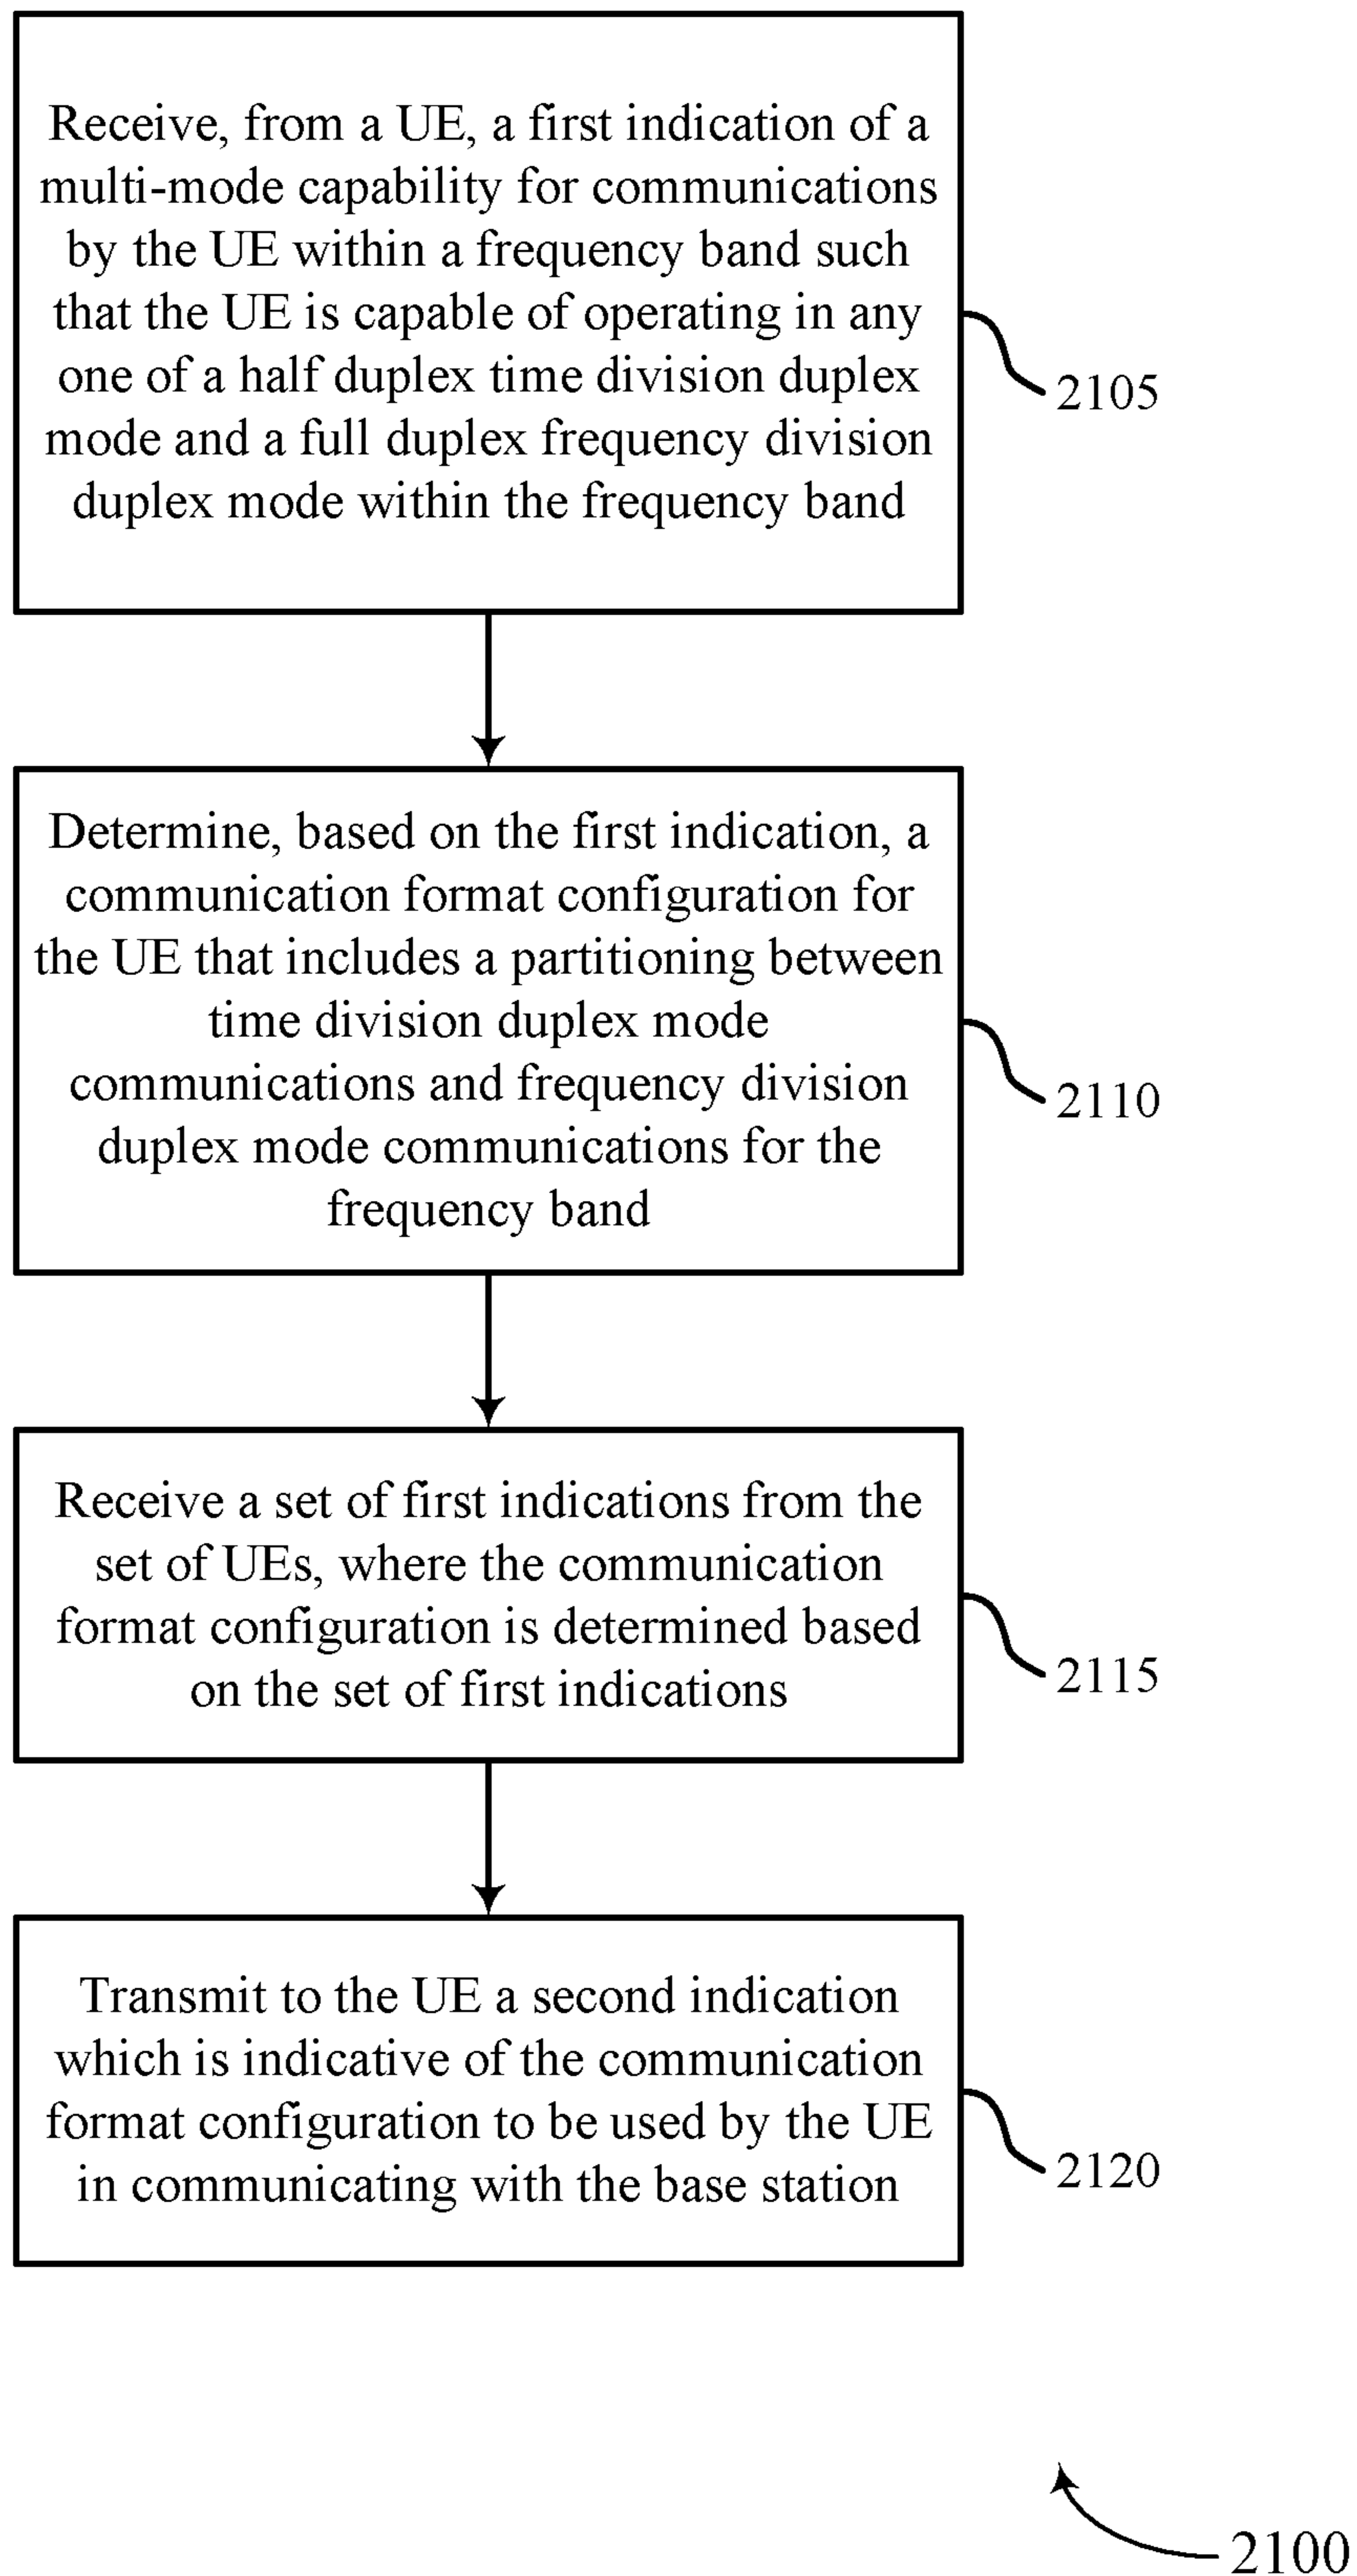 Receive, from a UE, a first indication of a
multi-mode capability for communications
by the UE within a frequency band such
that the UE is capable of operating in any
one of a half duplex time division duplex
mode and a full duplex frequency division
duplex mode within the frequency band
2105
Determine, based on the first indication, a
communication format configuration for
the UE that includes a partitioning between
time division duplex mode
communications and frequency division
duplex mode communications for the
frequency band
2110
Receive a set of first indications from the
set of UEs, where the communication
format configuration is determined based
on the set of first indications
2115
Transmit to the UE a second indication
which is indicative of the communication
format configuration to be used by the UE
in communicating with the base station
2120
2100